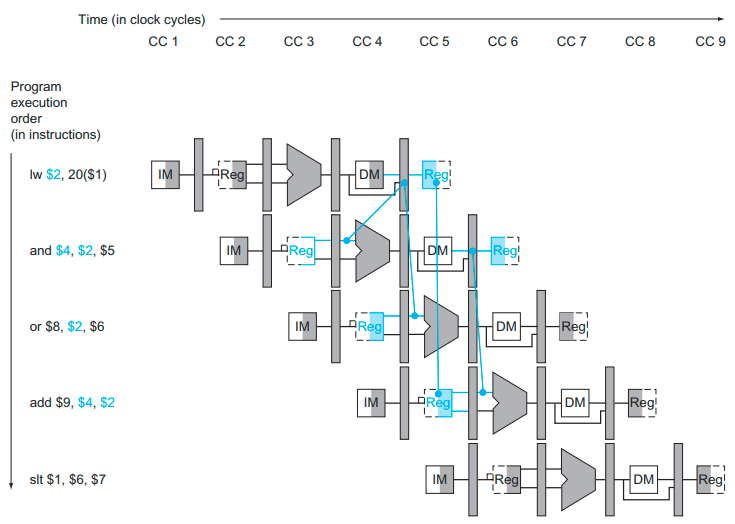 Time (in clock cycles)
CC 1 CC 2 CC 3 CC 4 CC 5 CC 6 CC 7 CC 8 CC 9
Program
execution
order
(in instructions)
lw $2, 20($1) IM Reg DM Reg
and $4, $2, $5 IM Reg DM Reg
or $8, $2, $6 IM Reg DM Reg
add $9, $4, $2 IM Reg DM Reg
slt $1, $6, $7 IM Reg DM Reg